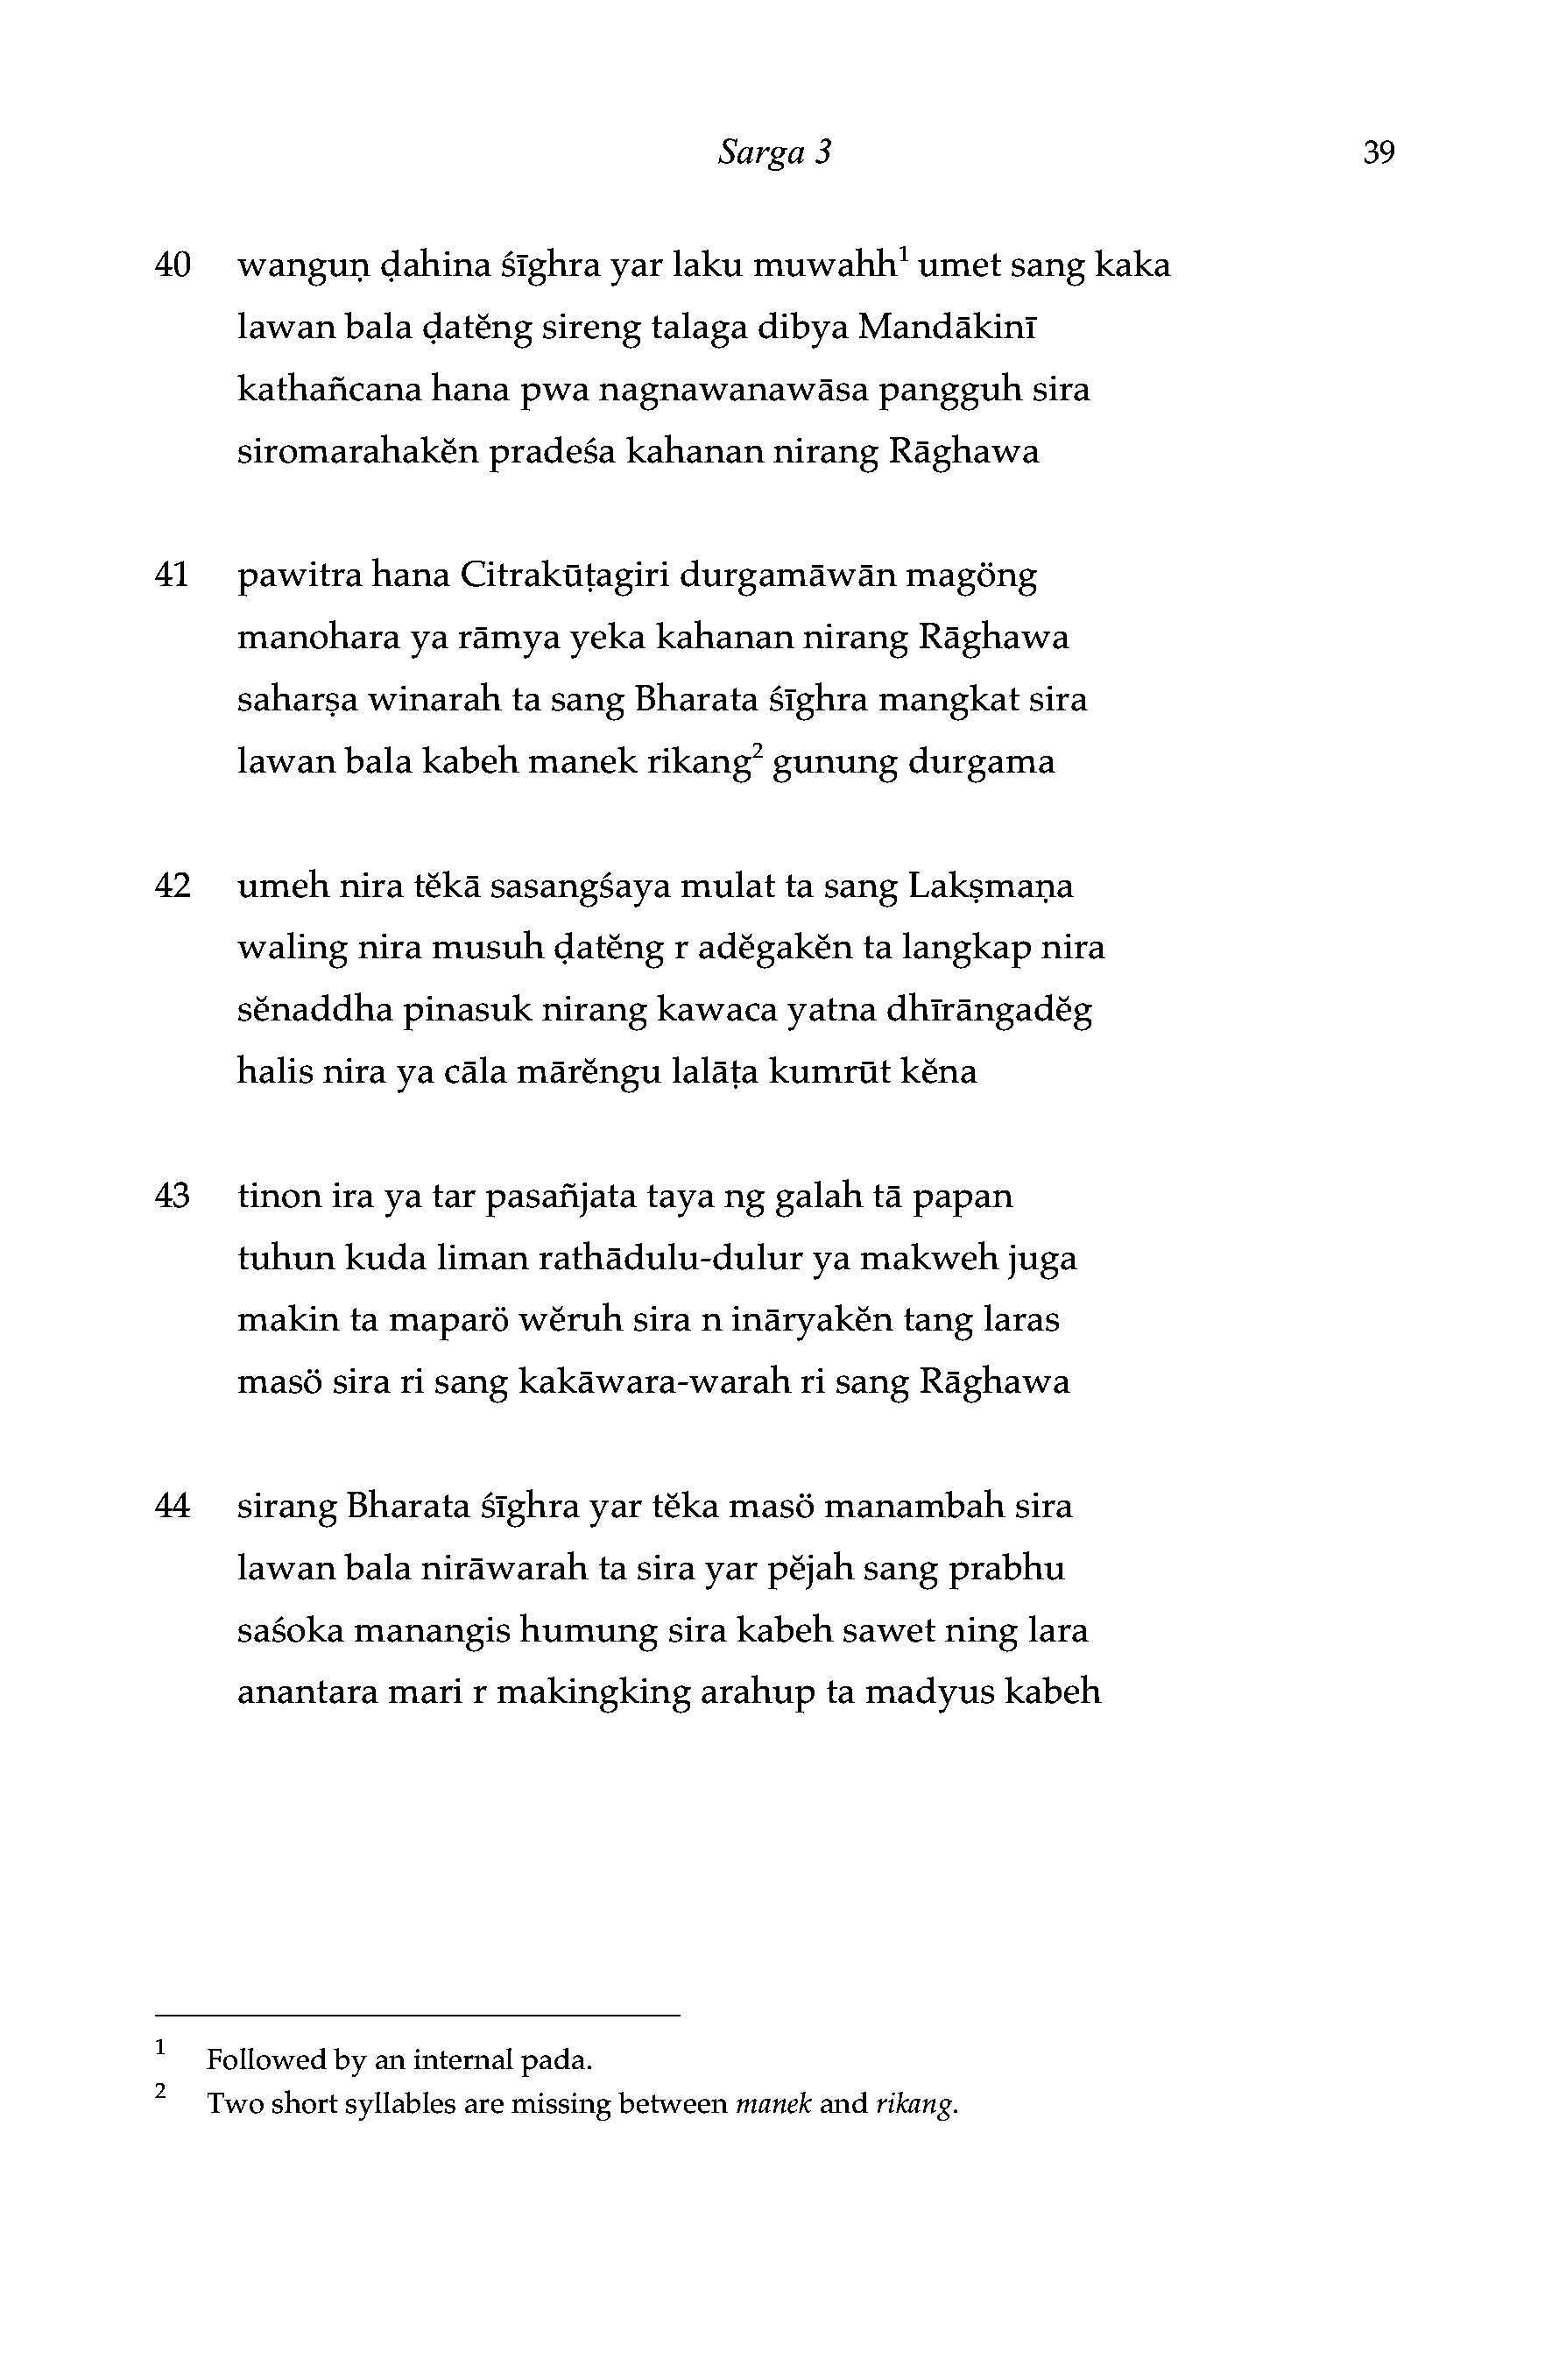 Sarga 3 39
40 wanguṇ ḍahina śīghra yar laku muwahh¹ umet sang kaka
lawan bala ḍatĕng sireng talaga dibya Mandākinī
kathañcana hana pwa nagnawanawāsa pangguh sira
siromarahakĕn pradeśa kahanan nirang Rāghawa
41 pawitra hana Citrakūṭagiri durgamāwān magöng
manohara ya rāmya yeka kahanan nirang Rāghawa
saharṣa winarah ta sang Bharata śīghra mangkat sira
lawan bala kabeh manek rikang² gunung durgama
42 umeh nira tĕkā sasangśaya mulat ta sang Lakṣmaṇa
waling nira musuh ḍatĕng r adĕgakĕn ta langkap nira
sĕnaddha pinasuk nirang kawaca yatna dhīrāngadĕg
halis nira ya cāla mārĕngu lalāṭa kumrūt kĕna
43 tinon ira ya tar pasañjata taya ng galah tā papan
tuhun kuda liman rathādulu-dulur ya makweh juga
makin ta maparö wĕruh sira n ināryakĕn tang laras
masö sira ri sang kakāwara-warah ri sang Rāghawa
44 sirang Bharata śīghra yar tĕka masö manambah sira
lawan bala nirāwarah ta sira yar pĕjah sang prabhu
saśoka manangis humung sira kabeh sawet ning lara
anantara mari r makingking arahup ta madyus kabeh
1 Followed by an internal pada.
2 Two short syllables are missing between manek and rikang.